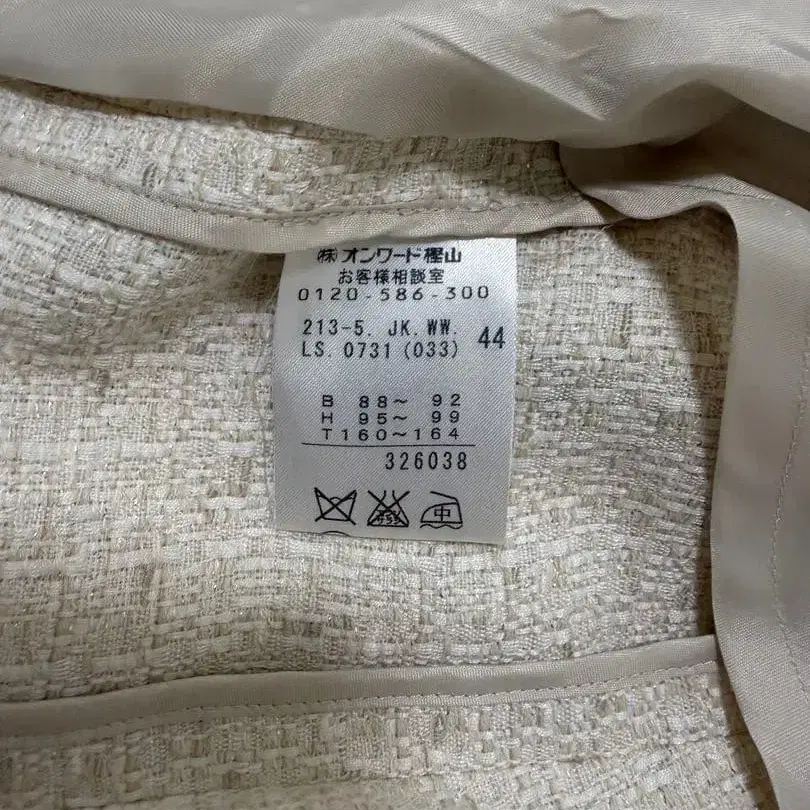 ㈱オンワード樫山
お客様相談室
0120-586-300
213-5. JK. WW.
LS. 0731 (033) 44
B 88～ 92
H 95～ 99
T160～164
326038
中